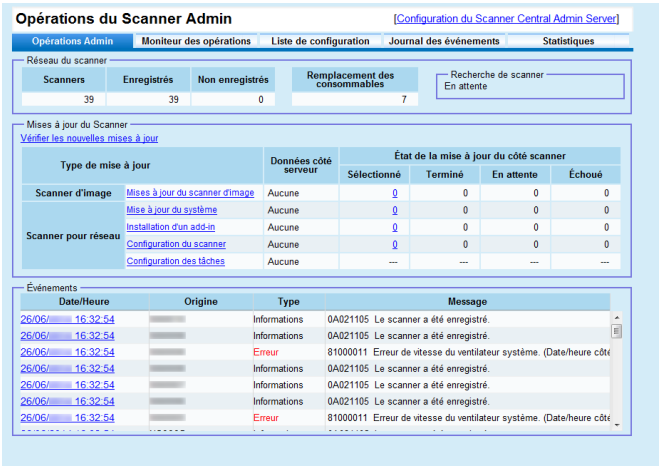 Opérations du Scanner Admin
[Configuration du Scanner Central Admin Server]
Opérations Admin Moniteur des opérations Liste de configuration Journal des événements Statistiques
Réseau du scanner
Scanners Enregistrés Non enregistrés Remplacement des consommables
39 39 0 7
Recherche de scanner
En attente
Mises à jour du Scanner
Vérifier les nouvelles mises à jour
Type de mise à jour Données côté serveur État de la mise à jour du côté scanner
Sélectionné Terminé En attente Échoué
Scanner d'image Mises à jour du scanner d'image Aucune 0 0 0 0
Scanner pour réseau Mise à jour du système Aucune 0 0 0 0
Installation d'un add-in Aucune 0 0 0 0
Configuration du scanner Aucune 0 0 0 0
Configuration des tâches Aucune --- --- --- ---
Événements
Date/Heure Origine Type Message
26/06/ 16:32:54 Informations 0A021105 Le scanner a été enregistré.
26/06/ 16:32:54 Informations 0A021105 Le scanner a été enregistré.
26/06/ 16:32:54 Erreur 81000011 Erreur de vitesse du ventilateur système. (Date/heure côté
26/06/ 16:32:54 Informations 0A021105 Le scanner a été enregistré.
26/06/ 16:32:54 Informations 0A021105 Le scanner a été enregistré.
26/06/ 16:32:54 Informations 0A021105 Le scanner a été enregistré.
26/06/ 16:32:54 Erreur 81000011 Erreur de vitesse du ventilateur système. (Date/heure côté